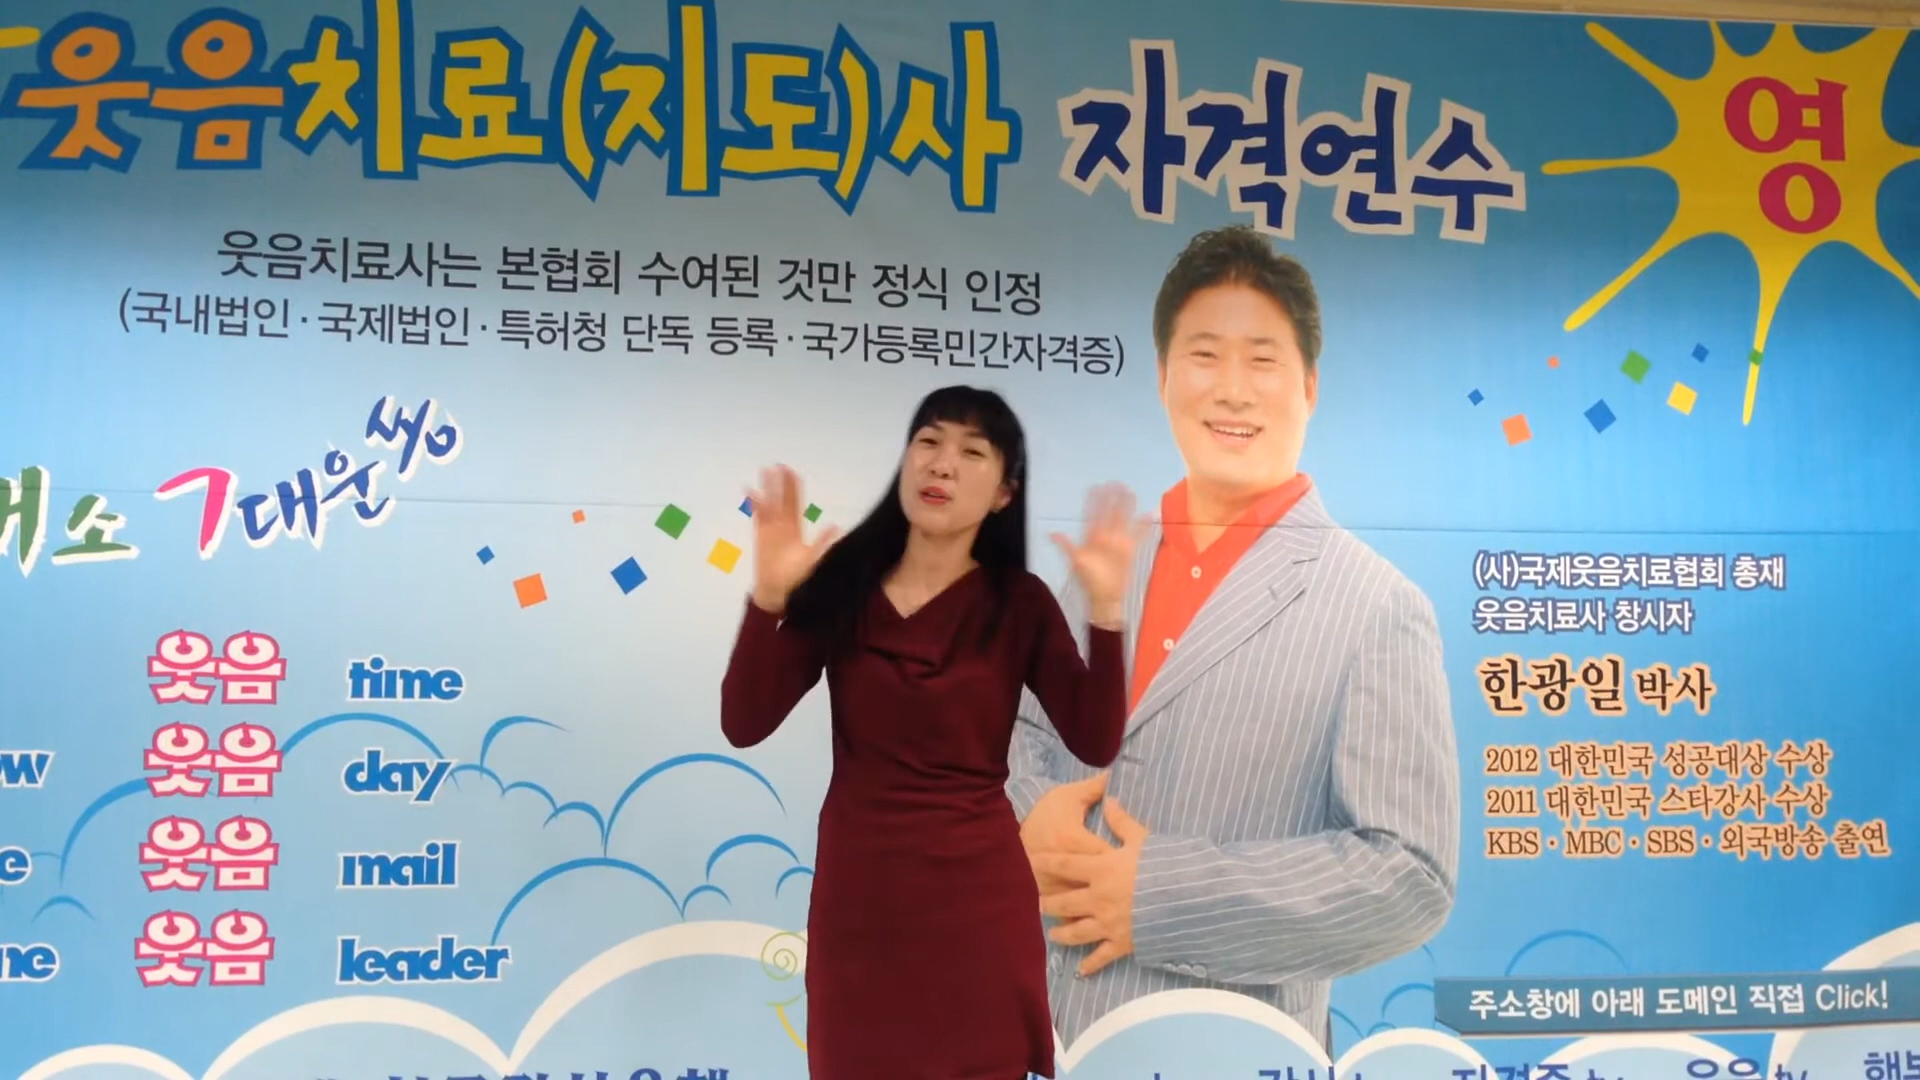 웃음치료(지도)사 자격연수 영
웃음치료사는 본협회 수여된 것만 정식 인정
(국내법인·국제법인·특허청 단독 등록·국가등록민간자격증)
소 7대운쌩
웃음 time
웃음 day
웃음 mail
웃음 leader
(사)국제웃음치료협회 총재
웃음치료사 창시자
한광일 박사
2012 대한민국 성공대상 수상
2011 대한민국 스타강사 수상
KBS·MBC·SBS·외국방송 출연
주소창에 아래 도메인 직접 Click!